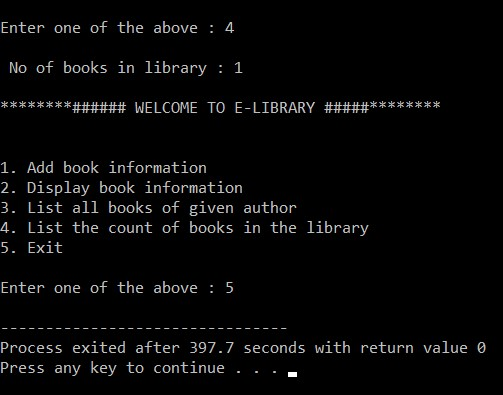 Enter one of the above : 4
No of books in library : 1
********###### WELCOME TO E-LIBRARY #####********
1. Add book information
2. Display book information
3. List all books of given author
4. List the count of books in the library
5. Exit
Enter one of the above : 5
--------------------------------
Process exited after 397.7 seconds with return value 0
Press any key to continue . . .